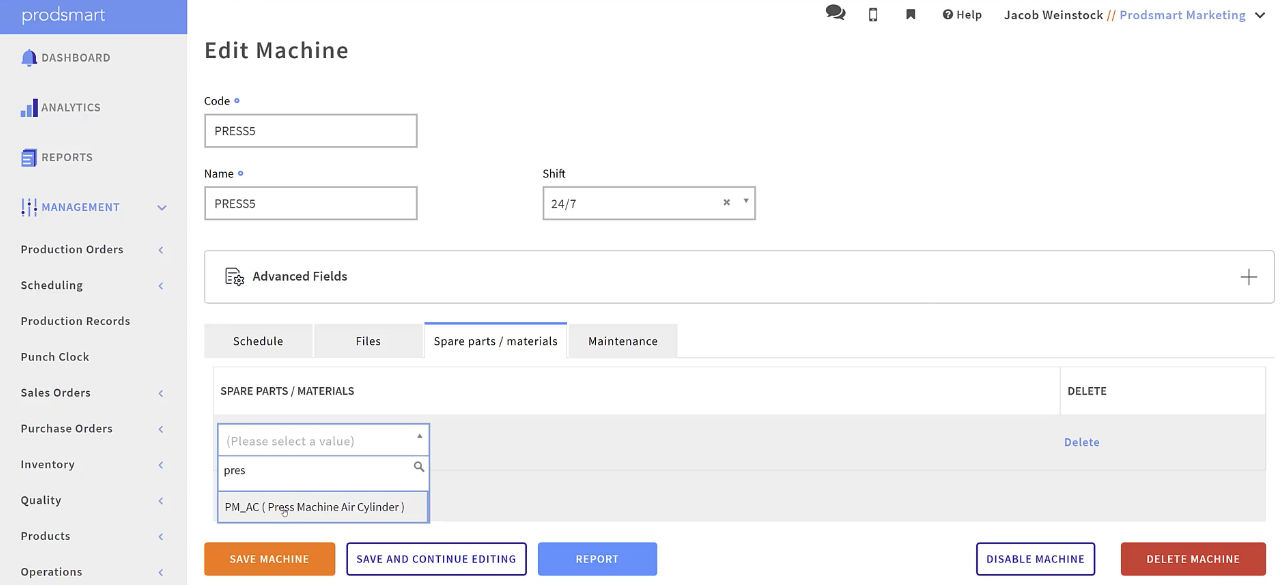 prodsmart
Help
Jacob Weinstock // Prodsmart Marketing
DASHBOARD
ANALYTICS
REPORTS
MANAGEMENT
Production Orders
Scheduling
Production Records
Punch Clock
Sales Orders
Purchase Orders
Inventory
Quality
Products
Operations
Edit Machine
Code
PRESS5
Name
PRESS5
Shift
24/7
Advanced Fields
Schedule
Files
Spare parts / materials
Maintenance
SPARE PARTS / MATERIALS
DELETE
(Please select a value)
Delete
pres
PM_AC ( Press Machine Air Cylinder )
SAVE MACHINE
SAVE AND CONTINUE EDITING
REPORT
DISABLE MACHINE
DELETE MACHINE